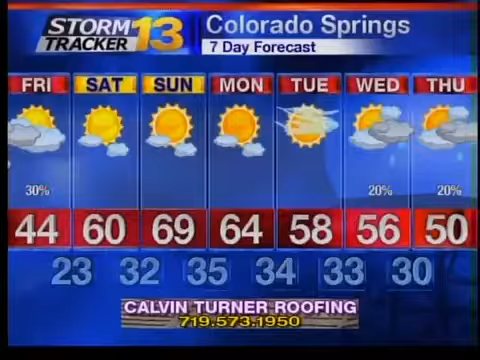 STORM 13
TRACKER
Colorado Springs
7 Day Forecast
FRI SAT SUN MON TUE WED THU
30% 20% 20%
44 60 69 64 58 56 50
23 32 35 34 33 30
CALVIN TURNER ROOFING
719.573.1950